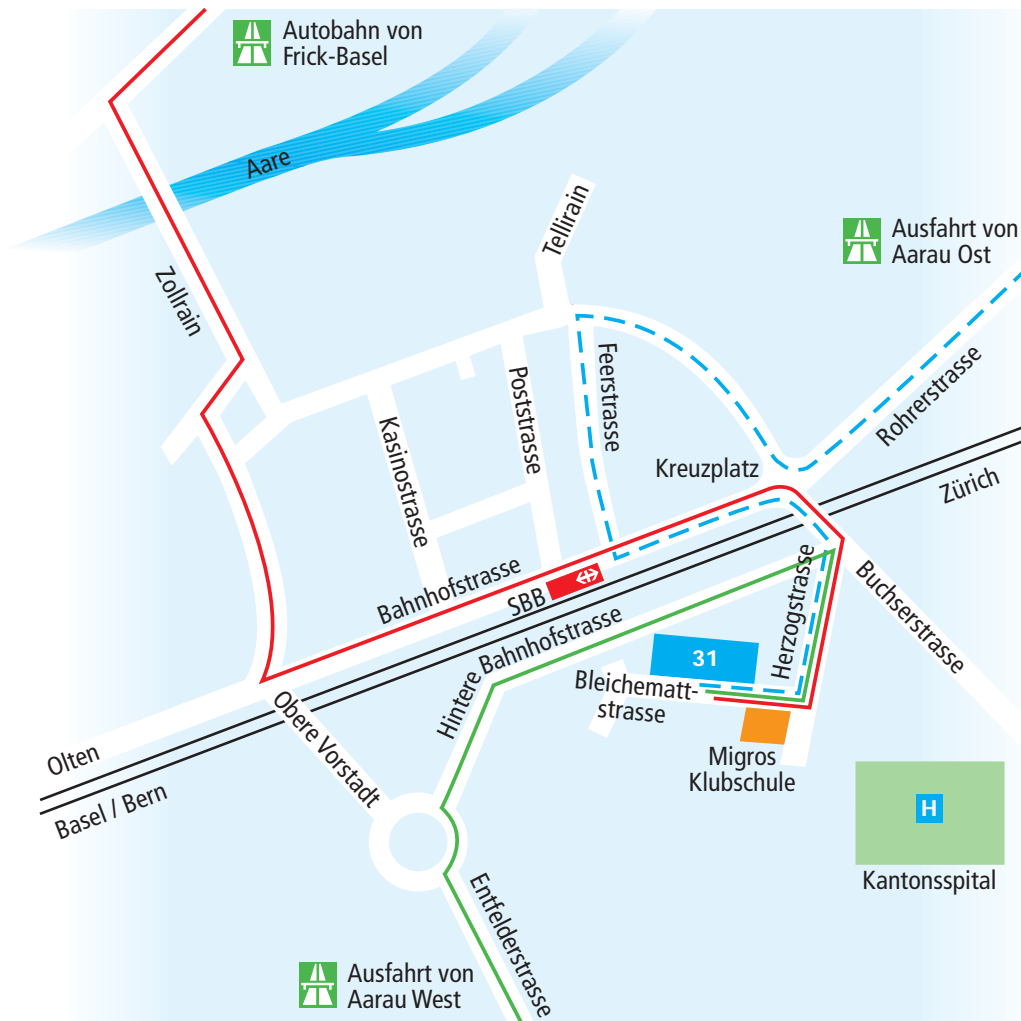 Autobahn von
Frick-Basel
Aare
Tellirain
Ausfahrt von
Aarau Ost
Zollrain
Feerstrasse
Poststrasse
Kasinostrasse
Rohrerstrasse
Kreuzplatz
Zürich
Bahnhofstrasse
SBB
Hintere Bahnhofstrasse
Herzogstrasse
Buchserstrasse
31
Bleichematt-
strasse
Obere Vorstadt
Olten
Basel / Bern
Migros
Klubschule
H
Kantonsspital
Entfelderstrasse
Ausfahrt von
Aarau West